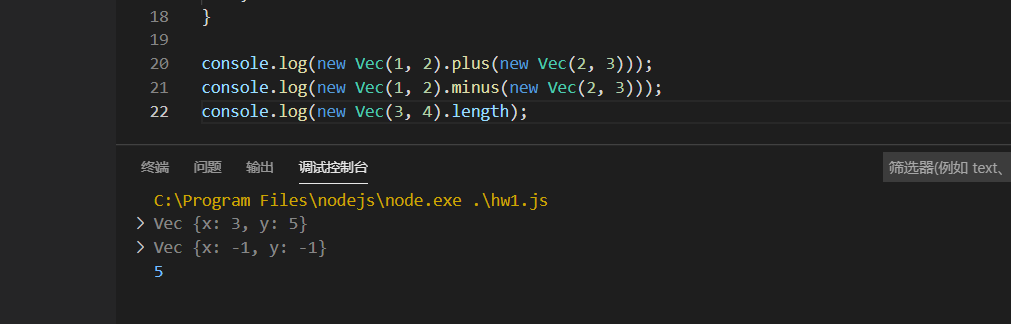 18 }
19
20 console.log(new Vec(1, 2).plus(new Vec(2, 3)));
21 console.log(new Vec(1, 2).minus(new Vec(2, 3)));
22 console.log(new Vec(3, 4).length);
终端 问题 输出 调试控制台 筛选器(例如 text、
C:\Program Files\nodejs\node.exe .\hw1.js
> Vec {x: 3, y: 5}
> Vec {x: -1, y: -1}
5